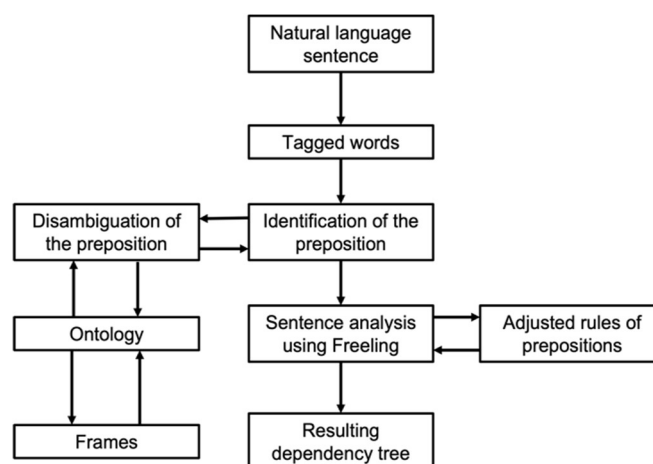 Natural language
sentence
Tagged words
Disambiguation of
the preposition
Identification of the
preposition
Ontology
Sentence analysis
using Freeling
Adjusted rules of
prepositions
Frames
Resulting
dependency tree